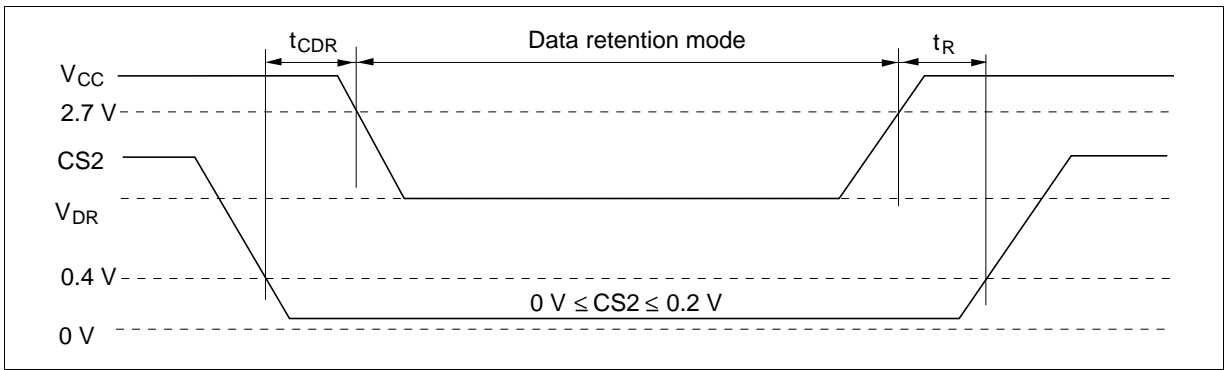 tCDR
Data retention mode
tR
VCC
2.7 V
CS2
VDR
0.4 V
0 V ≤ CS2 ≤ 0.2 V
0 V